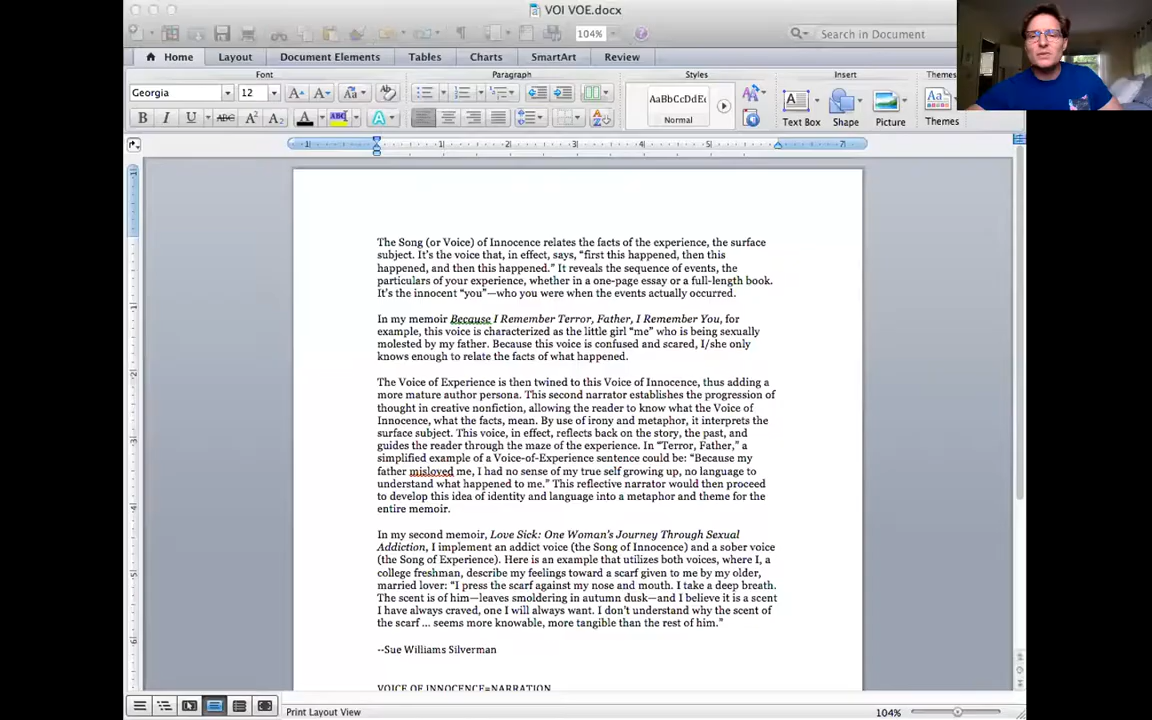 VOI VOE.docx
104%
Search in Document
Home
Layout
Document Elements
Tables
Charts
SmartArt
Review
Font
Paragraph
Styles
Insert
Themes
Georgia
12
AaBbCcDdEe
Normal
Text Box
Shape
Picture
Themes
The Song (or Voice) of Innocence relates the facts of the experience, the surface
subject. It's the voice that, in effect, says, “first this happened, then this
happened, and then this happened.” It reveals the sequence of events, the
particulars of your experience, whether in a one-page essay or a full-length book.
It's the innocent “you”—who you were when the events actually occurred.
In my memoir Because I Remember Terror, Father, I Remember You, for
example, this voice is characterized as the little girl “me” who is being sexually
molested by my father. Because this voice is confused and scared, I/she only
knows enough to relate the facts of what happened.
The Voice of Experience is then twined to this Voice of Innocence, thus adding a
more mature author persona. This second narrator establishes the progression of
thought in creative nonfiction, allowing the reader to know what the Voice of
Innocence, what the facts, mean. By use of irony and metaphor, it interprets the
surface subject. This voice, in effect, reflects back on the story, the past, and
guides the reader through the maze of the experience. In “Terror, Father,” a
simplified example of a Voice-of-Experience sentence could be: “Because my
father misloved me, I had no sense of my true self growing up, no language to
understand what happened to me.” This reflective narrator would then proceed
to develop this idea of identity and language into a metaphor and theme for the
entire memoir.
In my second memoir, Love Sick: One Woman's Journey Through Sexual
Addiction, I implement an addict voice (the Song of Innocence) and a sober voice
(the Song of Experience). Here is an example that utilizes both voices, where I, a
college freshman, describe my feelings toward a scarf given to me by my older,
married lover: “I press the scarf against my nose and mouth. I take a deep breath.
The scent is of him—leaves smoldering in autumn dusk—and I believe it is a scent
I have always craved, one I will always want. I don't understand why the scent of
the scarf ... seems more knowable, more tangible than the rest of him.”
--Sue Williams Silverman
VOICE OF INNOCENCE=NARRATION
Print Layout View
104%